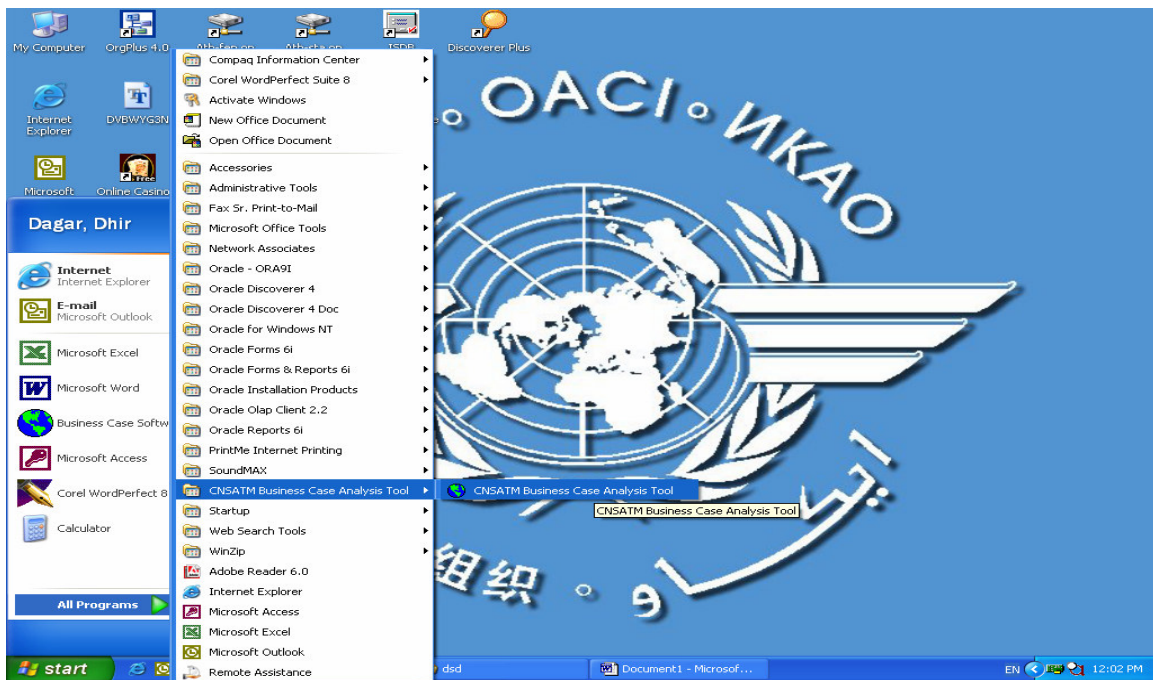 My Computer
OrgPlus 4.0
Discoverer Plus
Internet
Explorer
DVBWYG3N
Microsoft
Online Casino
Dagar, Dhir
Internet
Internet Explorer
E-mail
Microsoft Outlook
Microsoft Excel
Microsoft Word
Business Case Softw
Microsoft Access
Corel WordPerfect 8
Calculator
All Programs
Compaq Information Center
Corel WordPerfect Suite 8
Activate Windows
New Office Document
Open Office Document
Accessories
Administrative Tools
Fax Sr. Print-to-Mail
Microsoft Office Tools
Network Associates
Oracle - ORA9I
Oracle Discoverer 4
Oracle Discoverer 4 Doc
Oracle for Windows NT
Oracle Forms 6i
Oracle Forms & Reports 6i
Oracle Installation Products
Oracle Olap Client 2.2
Oracle Reports 6i
PrintMe Internet Printing
SoundMAX
CNSATM Business Case Analysis Tool
Startup
Web Search Tools
WinZip
Adobe Reader 6.0
Internet Explorer
Microsoft Access
Microsoft Excel
Microsoft Outlook
Remote Assistance
CNSATM Business Case Analysis Tool
CNSATM Business Case Analysis Tool
OACI ИКАО
组织
start
dsd
Document1 - Microsof...
EN
12:02 PM